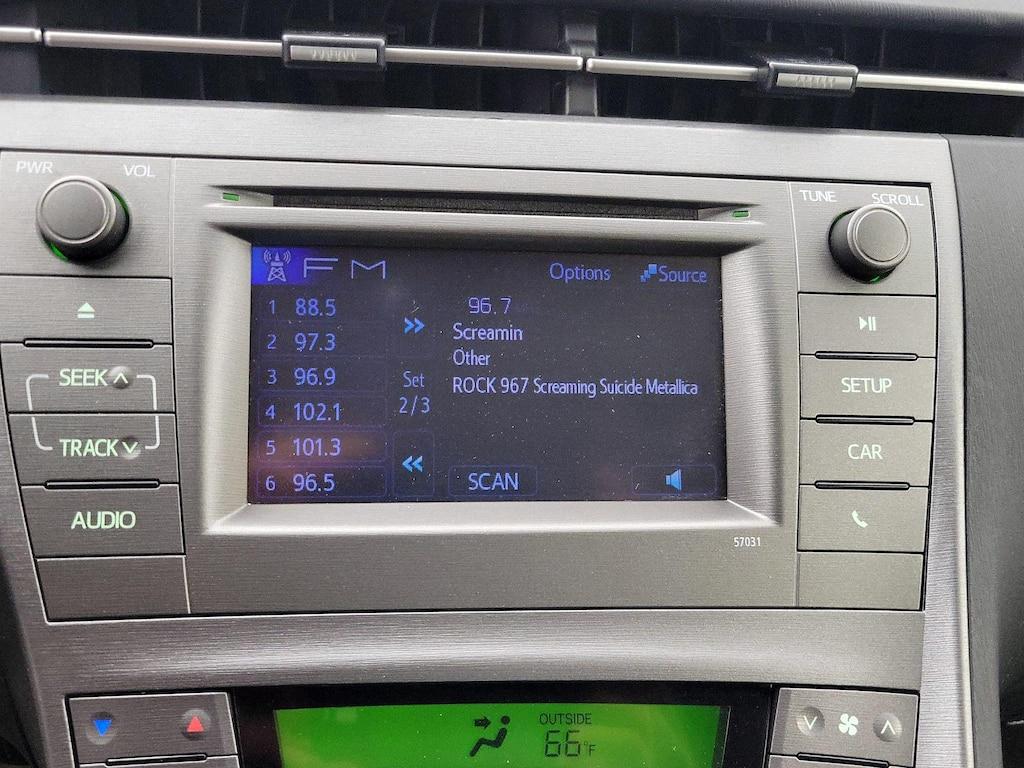 PWR VOL
TUNE SCROLL
FM
Options Source
1 88.5
2 97.3
3 96.9
4 102.1
5 101.3
6 96.5
Set
2/3
96.7
Screamin
Other
ROCK 967 Screaming Suicide Metallica
SCAN
SEEK
TRACK
AUDIO
SETUP
CAR
57031
OUTSIDE
66°F